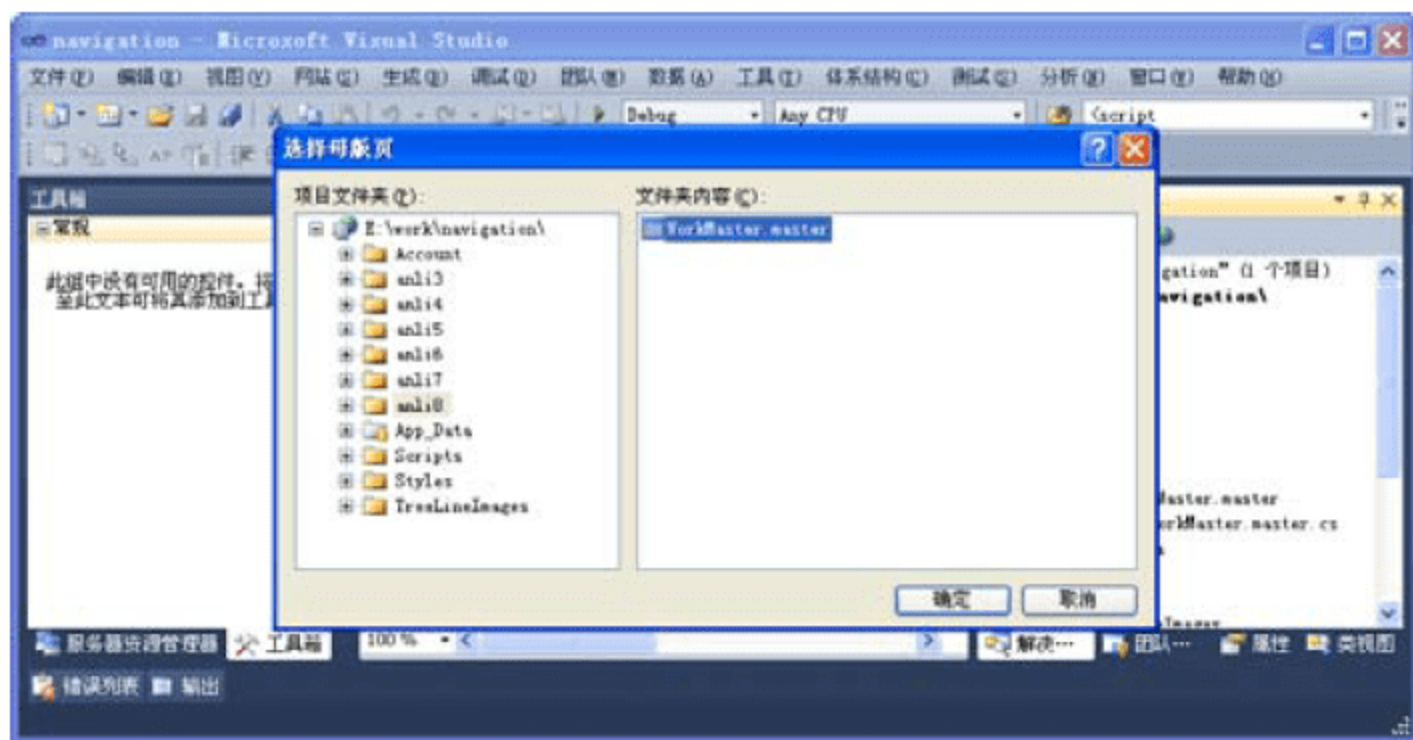 navigation - Microsoft Visual Studio
文件(F) 编辑(E) 视图(V) 网站(S) 生成(B) 调试(D) 团队(M) 数据(A) 工具(T) 体系结构(C) 测试(S) 分析(N) 窗口(W) 帮助(H)
Debug Any CPU (script
选择母版页
项目文件夹(P): 文件夹内容(C):
工具箱
常规
此组中没有可用的控件。将
至此文本可将其添加到工具
E:\work\navigation\
Account
anli3
anli4
anli5
anli6
anli7
anli8
App_Data
Scripts
Styles
TreeLineImages
WorkMaster.master
确定 取消
gation” (1 个项目)
avigation\
Master.master
orkMaster.master.cs
Images
服务器资源管理器 工具箱 100 % 解决… 团队… 属性 类视图
错误列表 输出